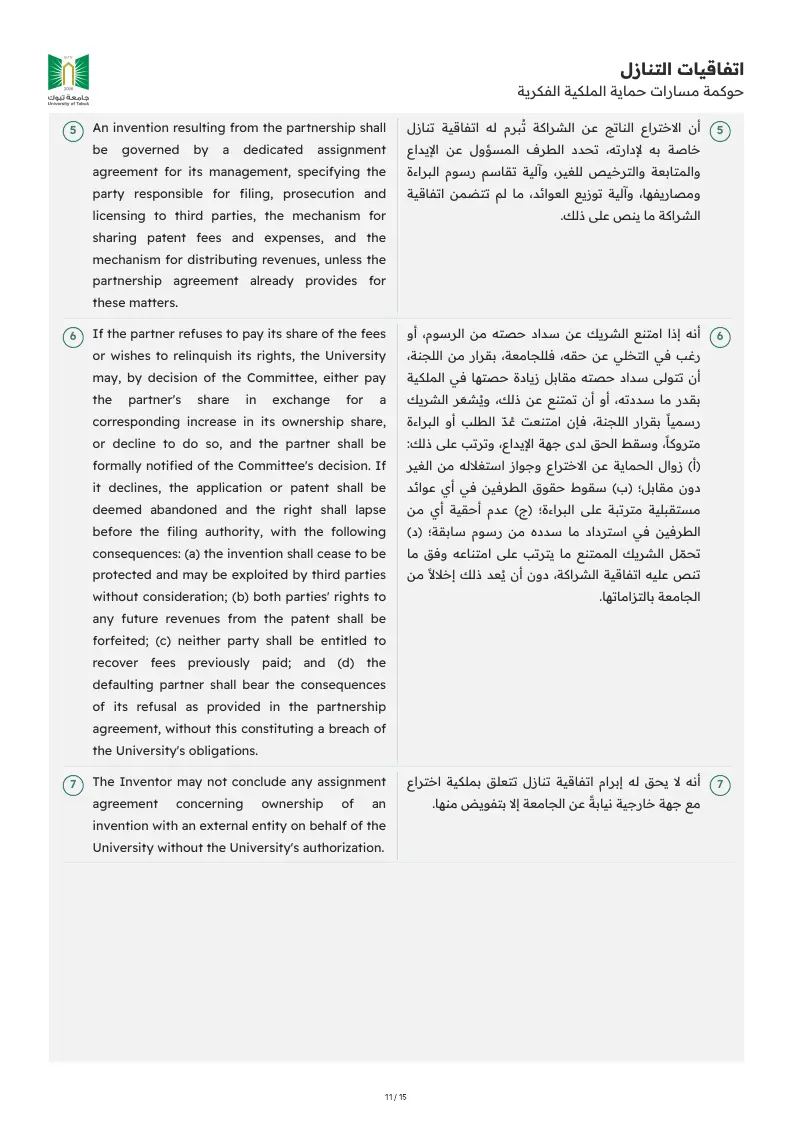 اتفاقيات التنازل
حوكمة مسارات حماية الملكية الفكرية
جامعة تبوك
University of Tabuk
5
An invention resulting from the partnership shall
be governed by a dedicated assignment
agreement for its management, specifying the
party responsible for filing, prosecution and
licensing to third parties, the mechanism for
sharing patent fees and expenses, and the
mechanism for distributing revenues, unless the
partnership agreement already provides for
these matters.
5
أن الاختراع الناتج عن الشراكة تُبرم له اتفاقية تنازل
خاصة به لإدارته، تحدد الطرف المسؤول عن الإيداع
والمتابعة والترخيص للغير، وآلية تقاسم رسوم البراءة
ومصاريفها، وآلية توزيع العوائد، ما لم تتضمن اتفاقية
الشراكة ما ينص على ذلك.
6
If the partner refuses to pay its share of the fees
or wishes to relinquish its rights, the University
may, by decision of the Committee, either pay
the partner's share in exchange for a
corresponding increase in its ownership share,
or decline to do so, and the partner shall be
formally notified of the Committee's decision. If
it declines, the application or patent shall be
deemed abandoned and the right shall lapse
before the filing authority, with the following
consequences: (a) the invention shall cease to be
protected and may be exploited by third parties
without consideration; (b) both parties' rights to
any future revenues from the patent shall be
forfeited; (c) neither party shall be entitled to
recover fees previously paid; and (d) the
defaulting partner shall bear the consequences
of its refusal as provided in the partnership
agreement, without this constituting a breach of
the University's obligations.
6
أنه إذا امتنع الشريك عن سداد حصته من الرسوم، أو
رغب في التخلي عن حقه، فللجامعة، بقرار من اللجنة،
أن تتولى سداد حصته مقابل زيادة حصتها في الملكية
بقدر ما سددته، أو أن تمتنع عن ذلك، ويُشعَر الشريك
رسمياً بقرار اللجنة، فإن امتنعت عُدّ الطلب أو البراءة
متروكاً، وسقط الحق لدى جهة الإيداع، وترتب على ذلك:
(أ) زوال الحماية عن الاختراع وجواز استغلاله من الغير
دون مقابل؛ (ب) سقوط حقوق الطرفين في أي عوائد
مستقبلية مترتبة على البراءة؛ (ج) عدم أحقية أي من
الطرفين في استرداد ما سدده من رسوم سابقة؛ (د)
تحمّل الشريك الممتنع ما يترتب على امتناعه وفق ما
تنص عليه اتفاقية الشراكة، دون أن يُعد ذلك إخلالاً من
الجامعة بالتزاماتها.
7
The Inventor may not conclude any assignment
agreement concerning ownership of an
invention with an external entity on behalf of the
University without the University's authorization.
7
أنه لا يحق له إبرام اتفاقية تنازل تتعلق بملكية اختراع
مع جهة خارجية نيابةً عن الجامعة إلا بتفويض منها.
11 / 15